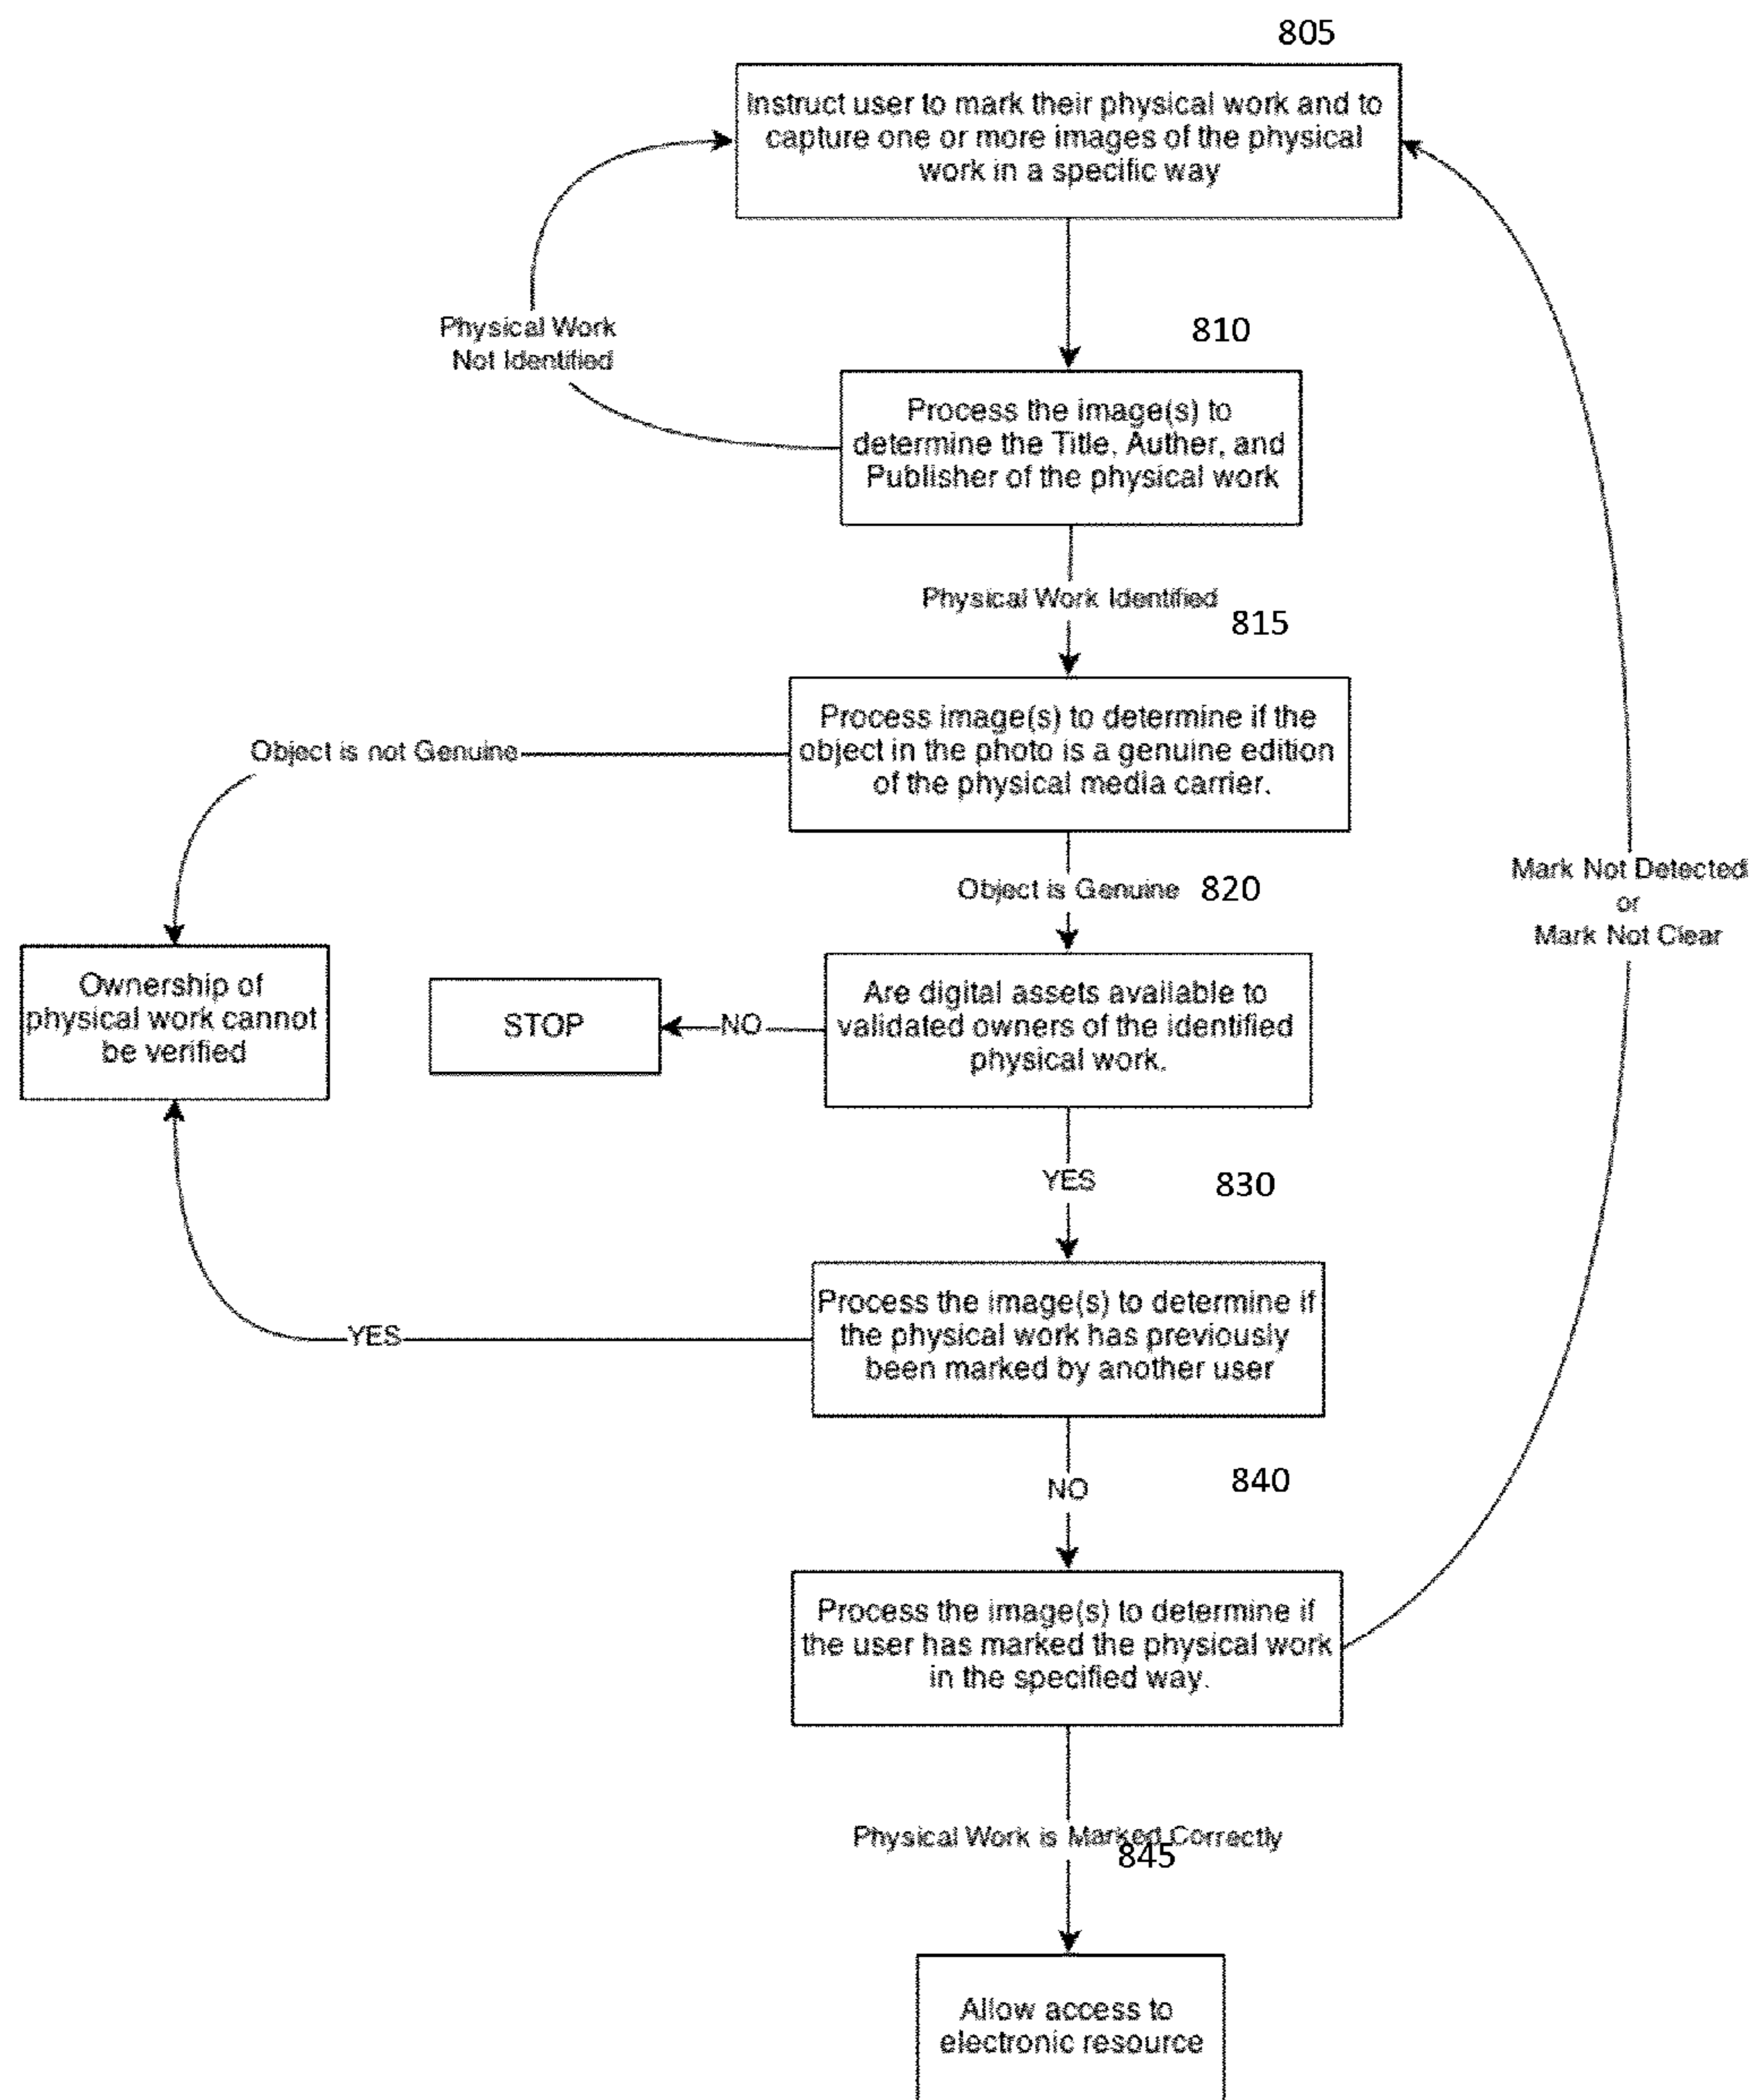 805
Instruct user to mark their physical work and to
capture one or more images of the physical
work in a specific way
Physical Work
Not Identified
810
Process the image(s) to
determine the Title, Auther, and
Publisher of the physical work
Physical Work Identified
815
Process image(s) to determine if the
object in the photo is a genuine edition
of the physical media carrier.
Object is not Genuine
Object is Genuine
820
Mark Not Detected
or
Mark Not Clear
Ownership of
physical work cannot
be verified
STOP
NO
Are digital assets available to
validated owners of the identified
physical work.
YES
830
Process the image(s) to determine if
the physical work has previously
been marked by another user
YES
NO
840
Process the image(s) to determine if
the user has marked the physical work
in the specified way.
Physical Work is Marked Correctly
845
Allow access to
electronic resource